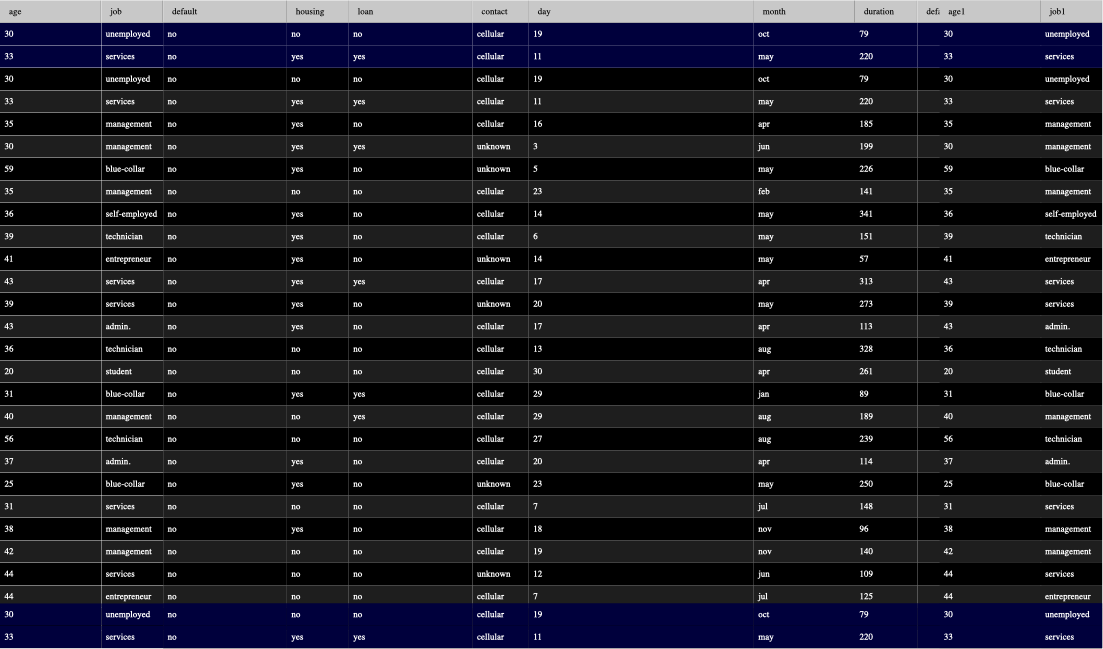 age job default housing loan contact day month duration defa age1 job1
30 unemployed no no no cellular 19 oct 79 30 unemployed
33 services no yes yes cellular 11 may 220 33 services
30 unemployed no no no cellular 19 oct 79 30 unemployed
33 services no yes yes cellular 11 may 220 33 services
35 management no yes no cellular 16 apr 185 35 management
30 management no yes yes unknown 3 jun 199 30 management
59 blue-collar no yes no unknown 5 may 226 59 blue-collar
35 management no no no cellular 23 feb 141 35 management
36 self-employed no yes no cellular 14 may 341 36 self-employed
39 technician no yes no cellular 6 may 151 39 technician
41 entrepreneur no yes no unknown 14 may 57 41 entrepreneur
43 services no yes yes cellular 17 apr 313 43 services
39 services no yes no unknown 20 may 273 39 services
43 admin. no yes no cellular 17 apr 113 43 admin.
36 technician no no no cellular 13 aug 328 36 technician
20 student no no no cellular 30 apr 261 20 student
31 blue-collar no yes yes cellular 29 jan 89 31 blue-collar
40 management no no yes cellular 29 aug 189 40 management
56 technician no no no cellular 27 aug 239 56 technician
37 admin. no yes no cellular 20 apr 114 37 admin.
25 blue-collar no yes no unknown 23 may 250 25 blue-collar
31 services no no no cellular 7 jul 148 31 services
38 management no yes no cellular 18 nov 96 38 management
42 management no no no cellular 19 nov 140 42 management
44 services no no no unknown 12 jun 109 44 services
44 entrepreneur no no no cellular 7 jul 125 44 entrepreneur
30 unemployed no no no cellular 19 oct 79 30 unemployed
33 services no yes yes cellular 11 may 220 33 services